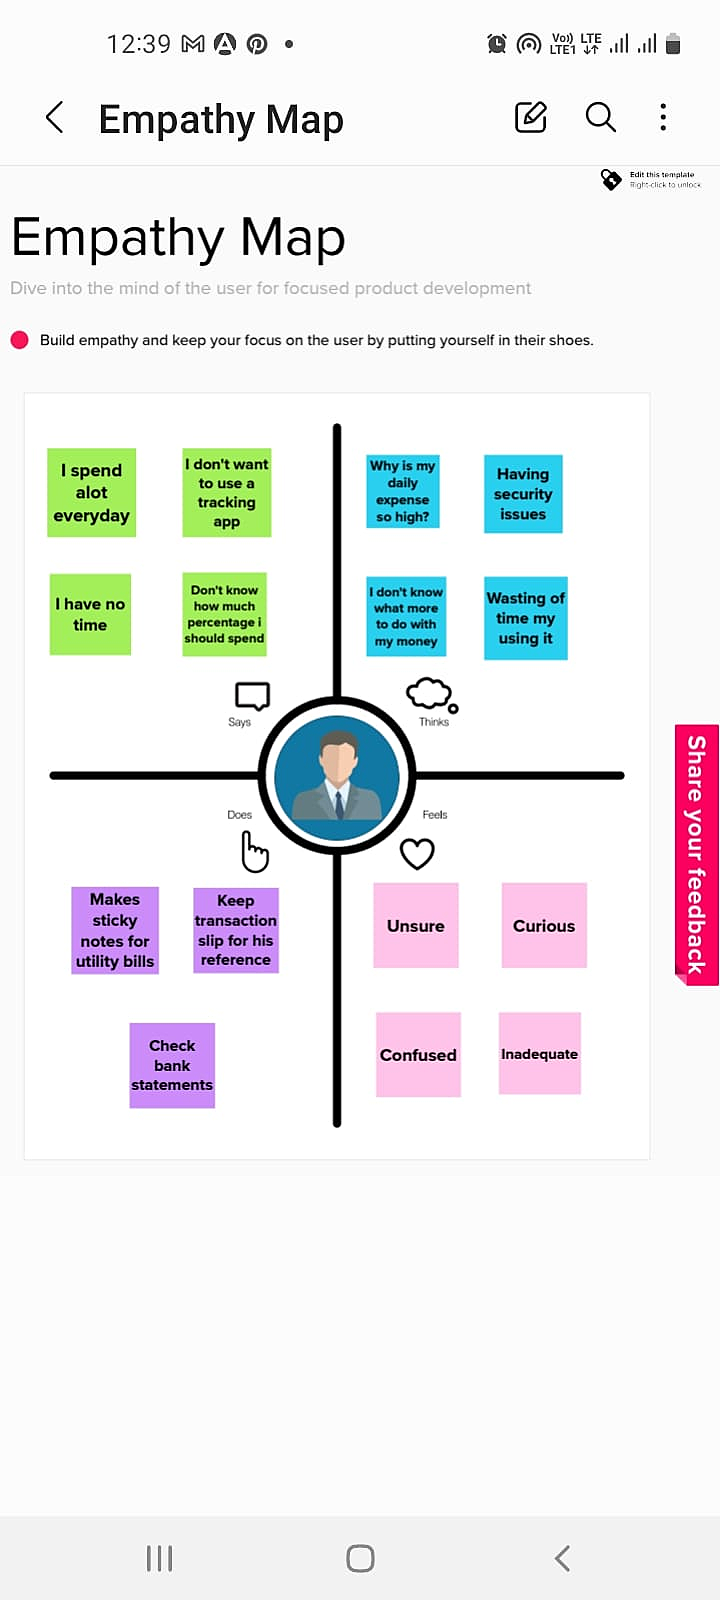 12:39
Vo)) LTE
LTE1
Empathy Map
Edit this template
Right-click to unlock
Empathy Map
Dive into the mind of the user for focused product development
Build empathy and keep your focus on the user by putting yourself in their shoes.
I spend
alot
everyday
I don't want
to use a
tracking
app
Why is my
daily
expense
so high?
Having
security
issues
I have no
time
Don't know
how much
percentage i
should spend
I don't know
what more
to do with
my money
Wasting of
time my
using it
Says
Thinks
Does
Feels
Share your feedback
Makes
sticky
notes for
utility bills
Keep
transaction
slip for his
reference
Unsure
Curious
Check
bank
statements
Confused
Inadequate